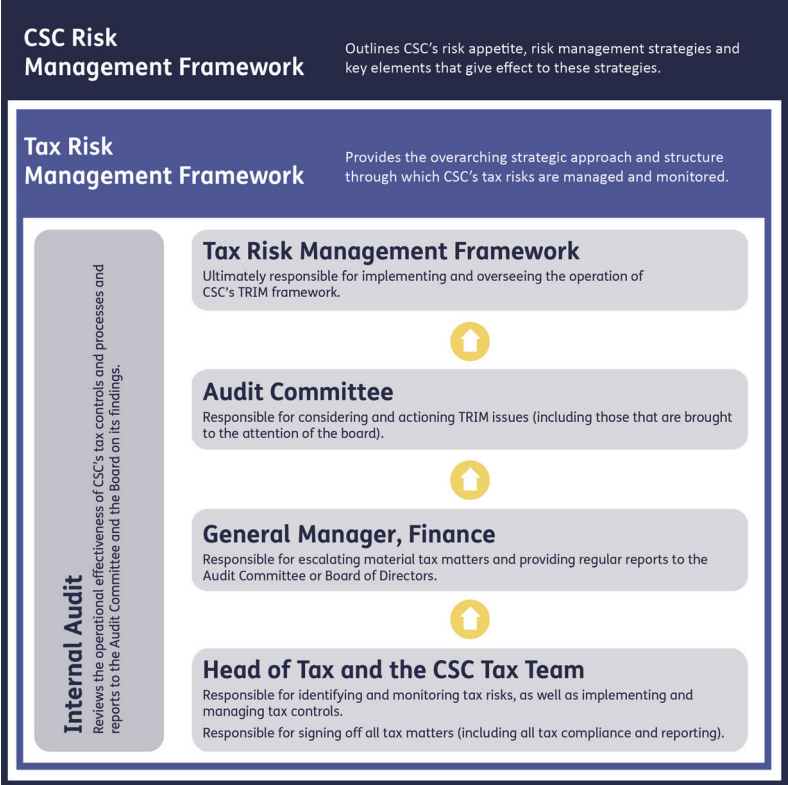 CSC Risk
Management Framework
Outlines CSC's risk appetite, risk management strategies and
key elements that give effect to these strategies.
Tax Risk
Management Framework
Provides the overarching strategic approach and structure
through which CSC's tax risks are managed and monitored.
Internal Audit
Reviews the operational effectiveness of CSC's tax controls and processes and
reports to the Audit Committee and the Board on its findings.
Tax Risk Management Framework
Ultimately responsible for implementing and overseeing the operation of
CSC's TRIM framework.
Audit Committee
Responsible for considering and actioning TRIM issues (including those that are brought
to the attention of the board).
General Manager, Finance
Responsible for escalating material tax matters and providing regular reports to the
Audit Committee or Board of Directors.
Head of Tax and the CSC Tax Team
Responsible for identifying and monitoring tax risks, as well as implementing and
managing tax controls.
Responsible for signing off all tax matters (including all tax compliance and reporting).